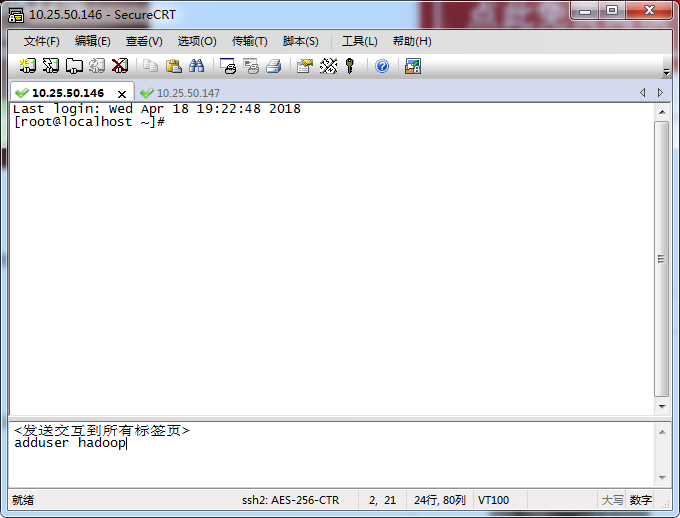 10.25.50.146 - SecureCRT
文件(F) 编辑(E) 查看(V) 选项(O) 传输(T) 脚本(S) 工具(L) 帮助(H)
10.25.50.146 10.25.50.147
Last login: Wed Apr 18 19:22:48 2018
[root@localhost ~]#
<发送交互到所有标签页>
adduser hadoop
就绪 ssh2: AES-256-CTR 2, 21 24行, 80列 VT100 大写 数字